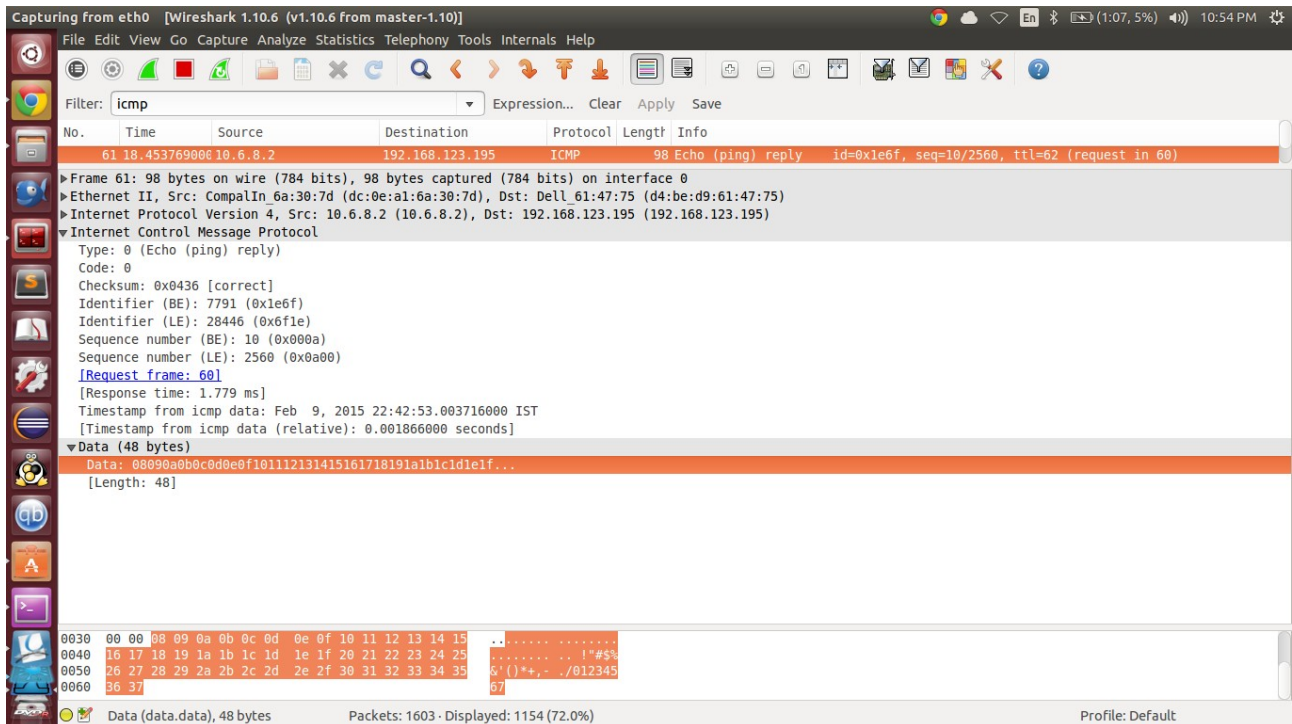 Capturing from eth0 [Wireshark 1.10.6 (v1.10.6 from master-1.10)] En (1:07, 5%) 10:54 PM
File Edit View Go Capture Analyze Statistics Telephony Tools Internals Help
Filter: icmp Expression... Clear Apply Save
No. Time Source Destination Protocol Length Info
61 18.453769000 10.6.8.2 192.168.123.195 ICMP 98 Echo (ping) reply id=0x1e6f, seq=10/2560, ttl=62 (request in 60)
Frame 61: 98 bytes on wire (784 bits), 98 bytes captured (784 bits) on interface 0
Ethernet II, Src: CompalIn_6a:30:7d (dc:0e:a1:6a:30:7d), Dst: Dell_61:47:75 (d4:be:d9:61:47:75)
Internet Protocol Version 4, Src: 10.6.8.2 (10.6.8.2), Dst: 192.168.123.195 (192.168.123.195)
Internet Control Message Protocol
Type: 0 (Echo (ping) reply)
Code: 0
Checksum: 0x0436 [correct]
Identifier (BE): 7791 (0x1e6f)
Identifier (LE): 28446 (0x6f1e)
Sequence number (BE): 10 (0x000a)
Sequence number (LE): 2560 (0x0a00)
[Request frame: 60]
[Response time: 1.779 ms]
Timestamp from icmp data: Feb 9, 2015 22:42:53.003716000 IST
[Timestamp from icmp data (relative): 0.001866000 seconds]
Data (48 bytes)
Data: 08090a0b0c0d0e0f101112131415161718191a1b1c1d1e1f...
[Length: 48]
0030 00 00 08 09 0a 0b 0c 0d 0e 0f 10 11 12 13 14 15 ........ ........
0040 16 17 18 19 1a 1b 1c 1d 1e 1f 20 21 22 23 24 25 ........ .. !"#$%
0050 26 27 28 29 2a 2b 2c 2d 2e 2f 30 31 32 33 34 35 &'()*+,- ./012345
0060 36 37 67
Data (data.data), 48 bytes Packets: 1603 · Displayed: 1154 (72.0%) Profile: Default